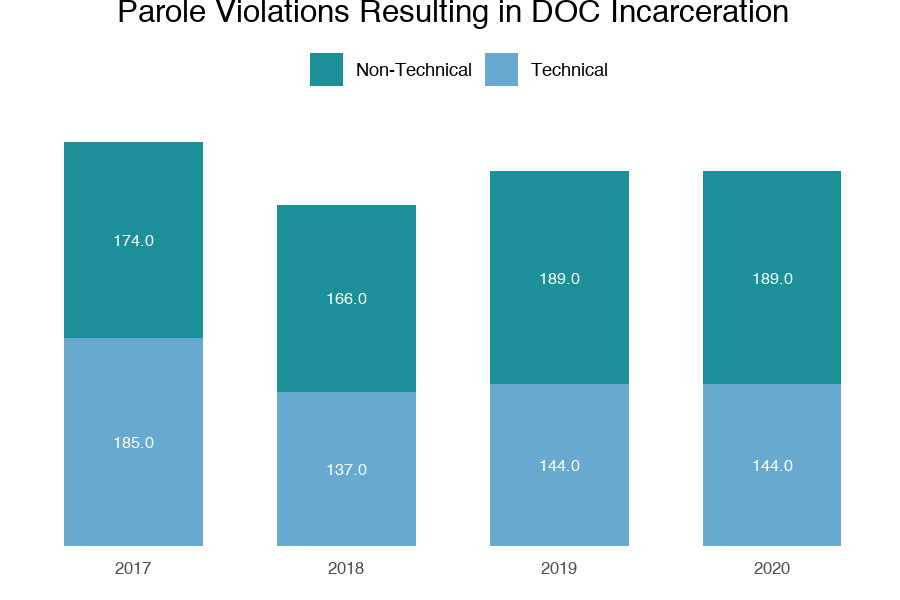 Parole Violations Resulting in DOC Incarceration
Non-Technical Technical
174.0
166.0
189.0
189.0
185.0
137.0
144.0
144.0
2017 2018 2019 2020